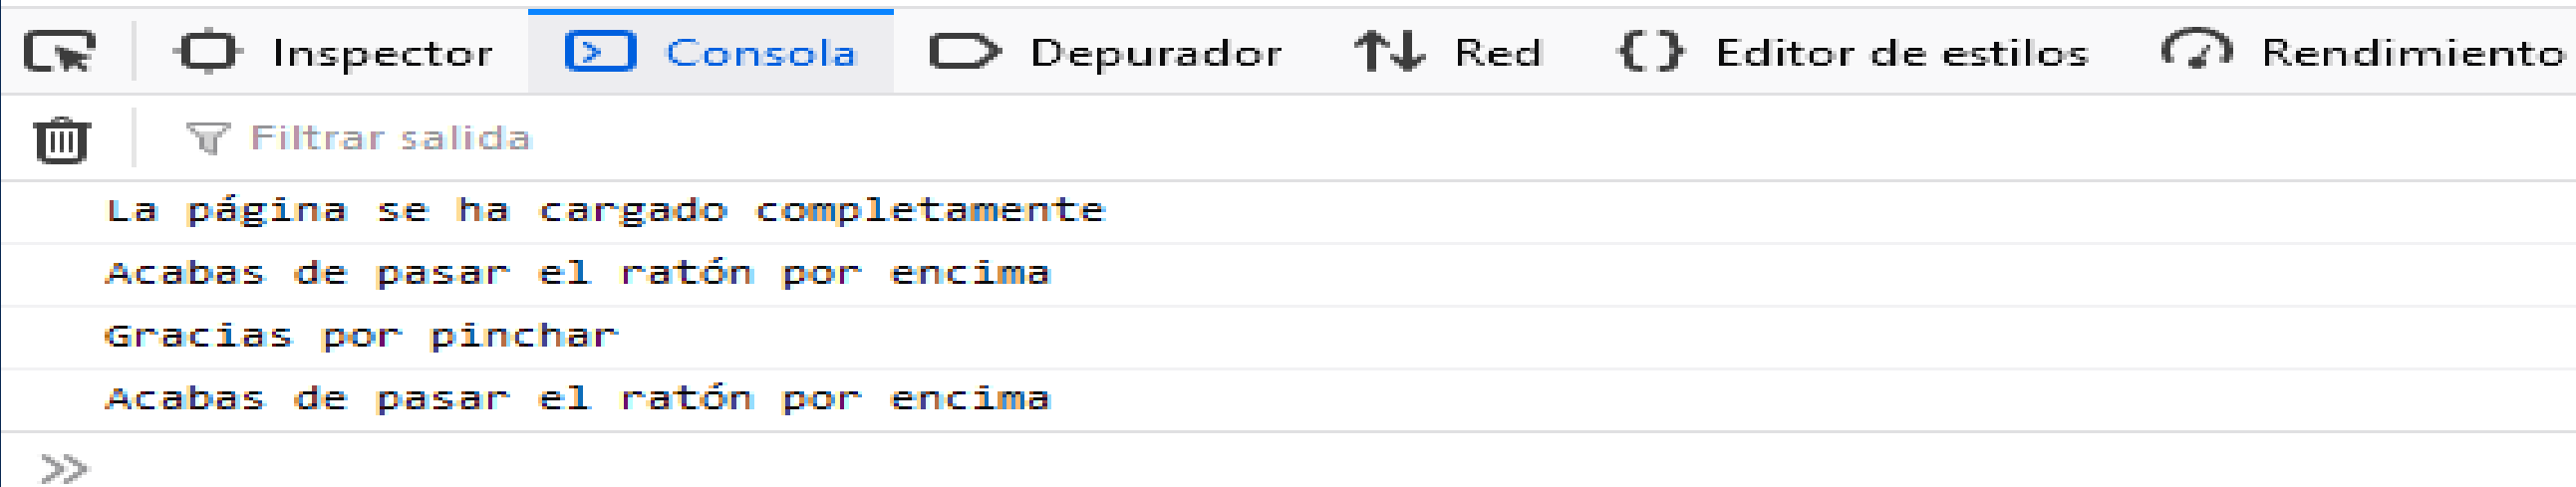 Inspector Consola Depurador Red Editor de estilos Rendimiento
Filtrar salida
La página se ha cargado completamente
Acabas de pasar el ratón por encima
Gracias por pinchar
Acabas de pasar el ratón por encima